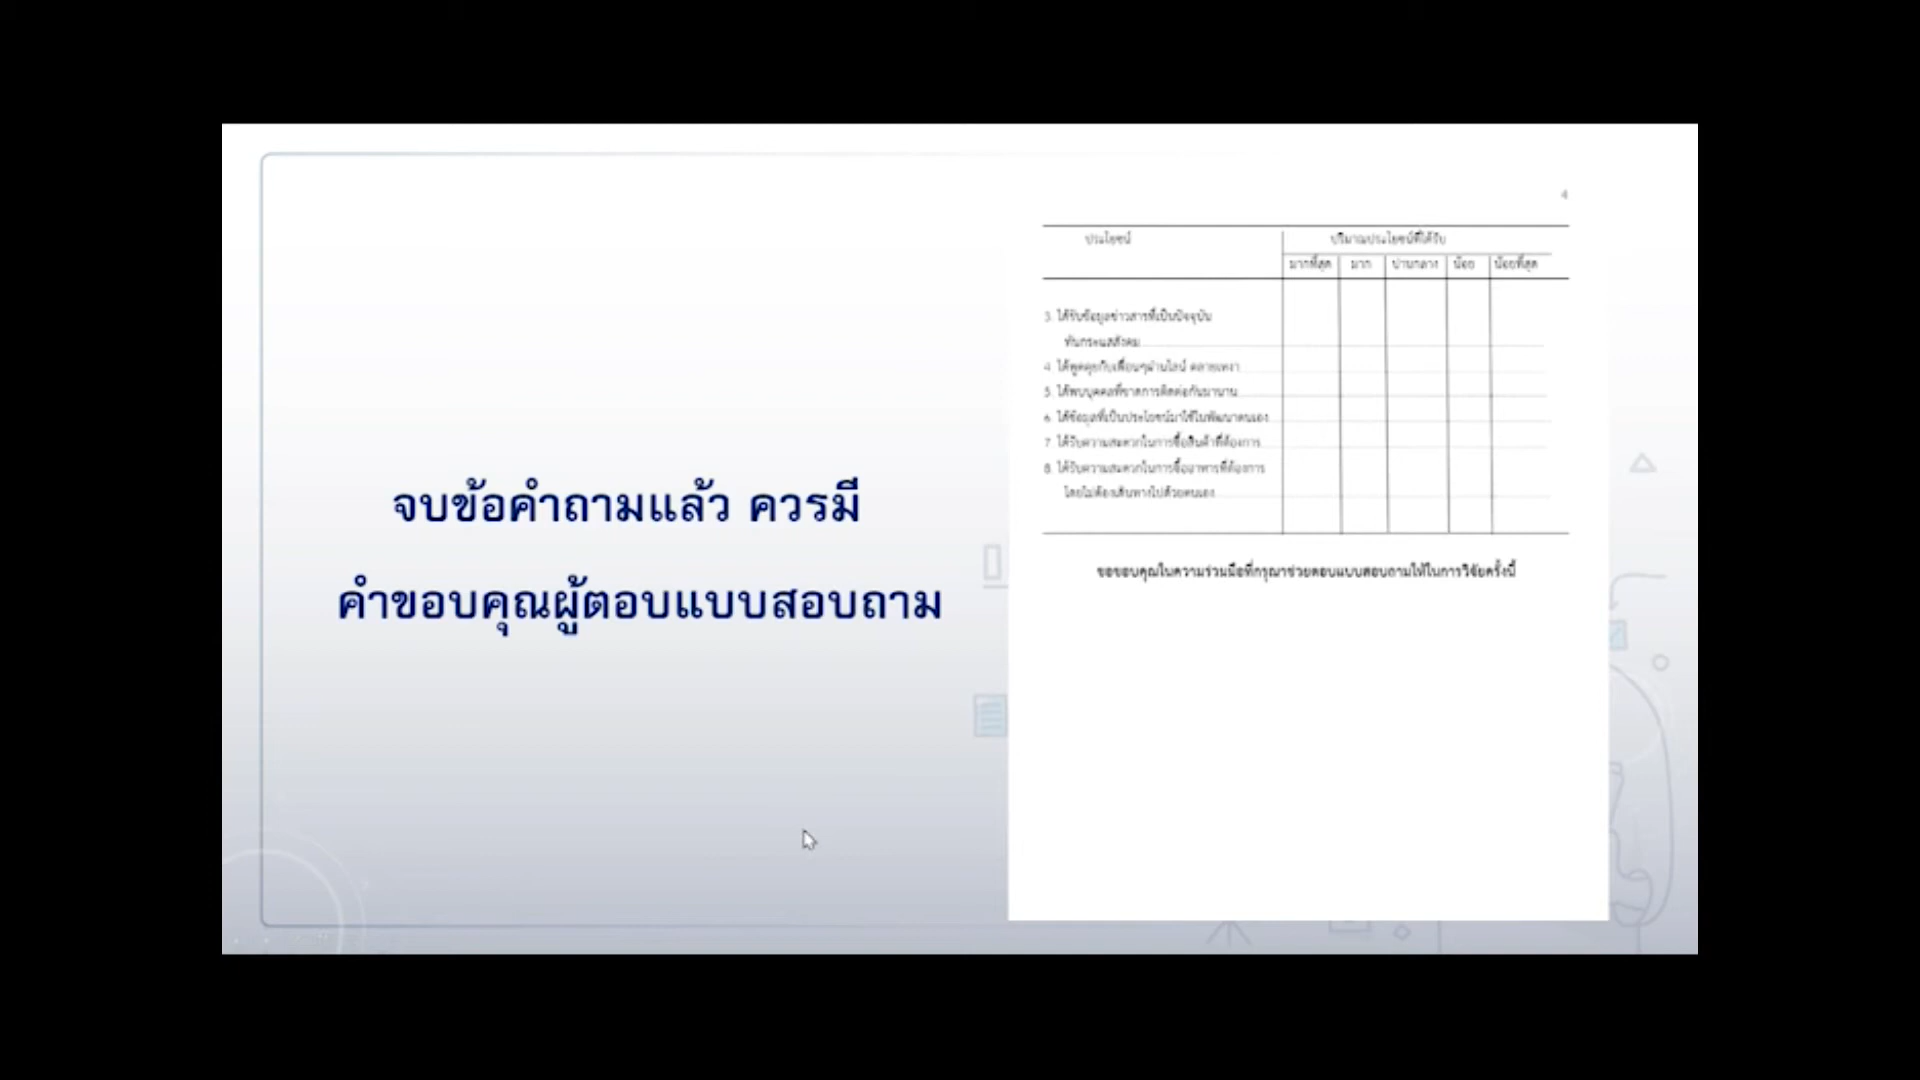 จบข้อคำถามแล้ว ควรมี
คำขอบคุณผู้ตอบแบบสอบถาม
4
ประโยชน์
ปริมาณประโยชน์ที่ได้รับ
มากที่สุด มาก ปานกลาง น้อย น้อยที่สุด
3. ได้รับข้อมูลข่าวสารที่เป็นปัจจุบัน
ทันกระแสสังคม
4 ได้พูดคุยกับเพื่อนๆผ่านไลน์ คลายเหงา
5. ได้พบบุคคลที่ขาดการติดต่อกันมานาน
6 ได้ข้อมูลที่เป็นประโยชน์มาใช้ในพัฒนาตนเอง
7 ได้รับความสะดวกในการซื้อสินค้าที่ต้องการ
8. ได้รับความสะดวกในการซื้ออาหารที่ต้องการ
โดยไม่ต้องเดินทางไปด้วยตนเอง
ขอขอบคุณในความร่วมมือที่กรุณาช่วยตอบแบบสอบถามให้ในการวิจัยครั้งนี้